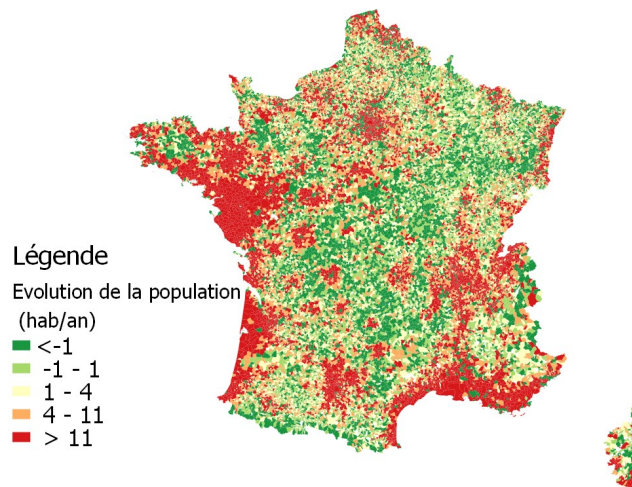 Légende
Evolution de la population
(hab/an)
<-1
-1 - 1
1 - 4
4 - 11
> 11